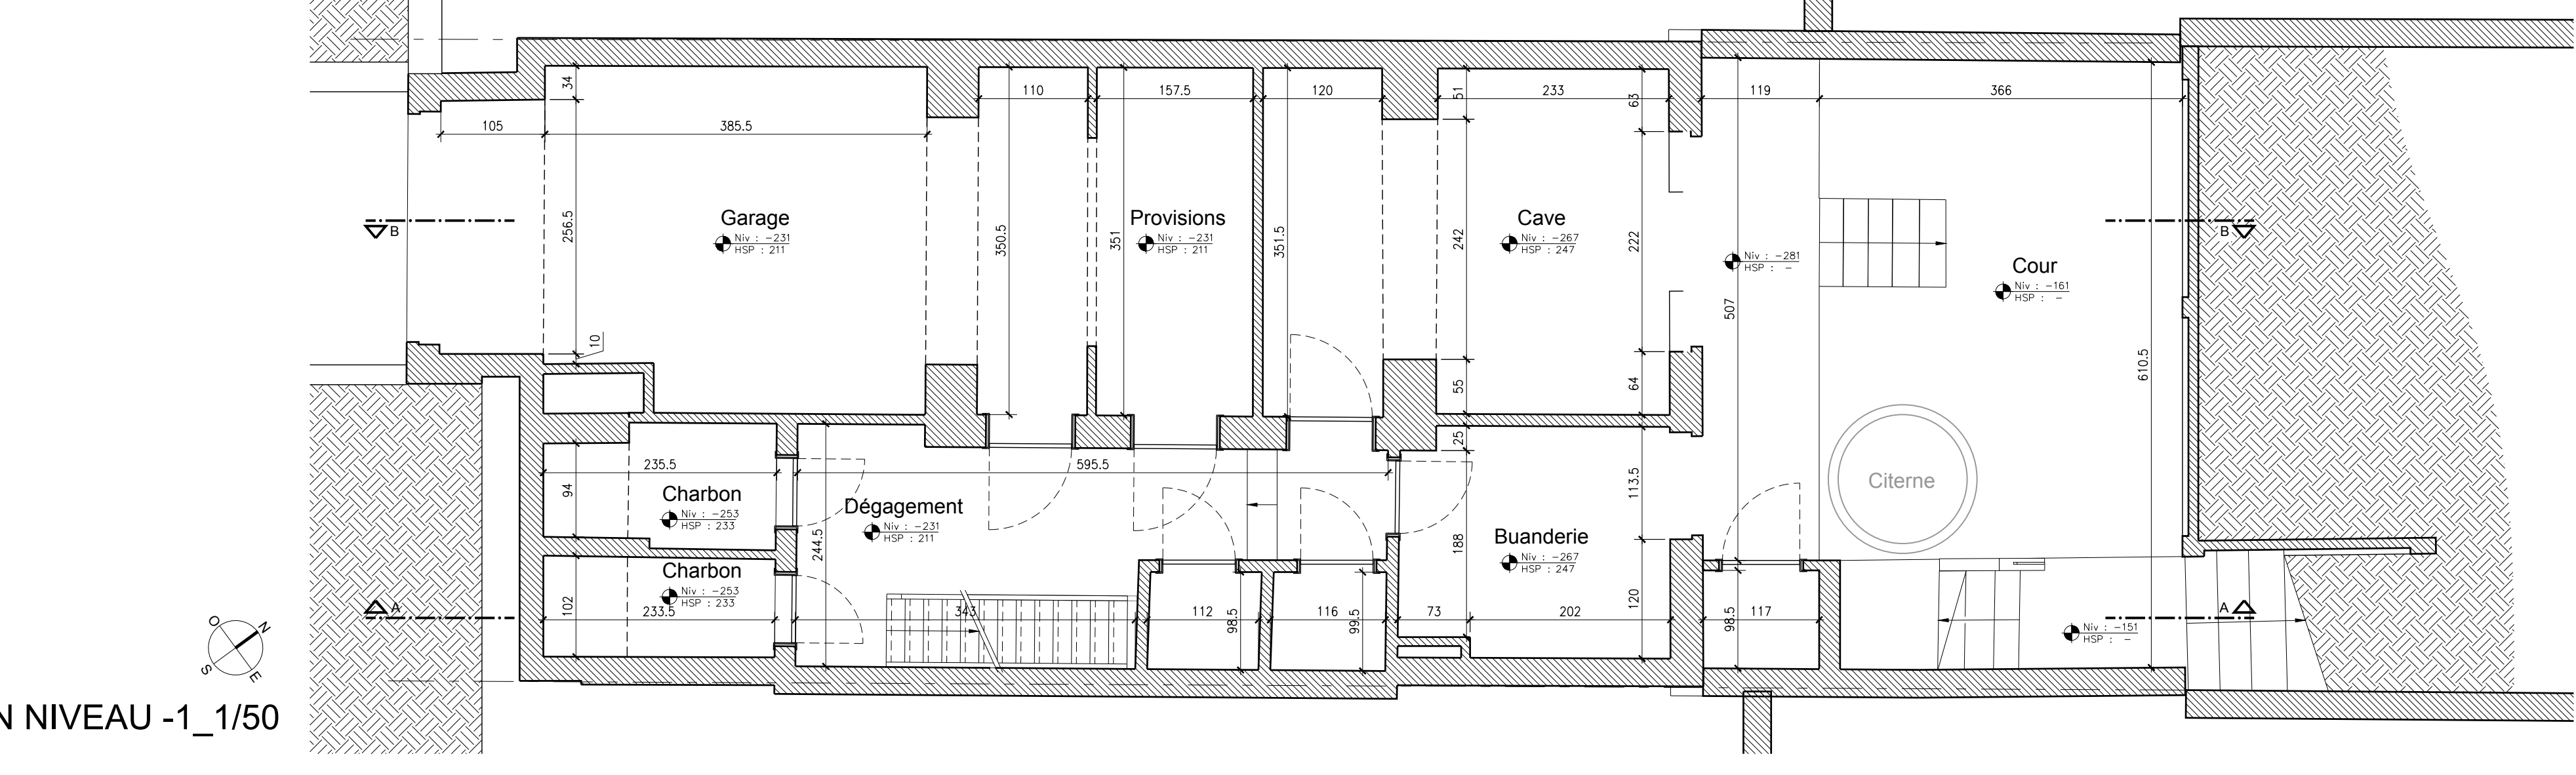 34
110
157.5
120
51
233
63
119
366
105
385.5
256.5
Garage
Niv : -231
HSP : 211
350.5
351
Provisions
Niv : -231
HSP : 211
351.5
242
Cave
Niv : -267
HSP : 247
222
Niv : -281
HSP : -
507
Cour
Niv : -161
HSP : -
610.5
B
B
10
55
64
25
235.5
595.5
94
Charbon
Niv : -253
HSP : 233
Dégagement
Niv : -231
HSP : 211
244.5
188
Buanderie
Niv : -267
HSP : 247
113.5
Citerne
Charbon
Niv : -253
HSP : 233
102
233.5
343
112
98.5
116
99.5
73
202
120
98.5
117
A
A
Niv : -151
HSP : -
O
N
S
E
N NIVEAU -1_1/50